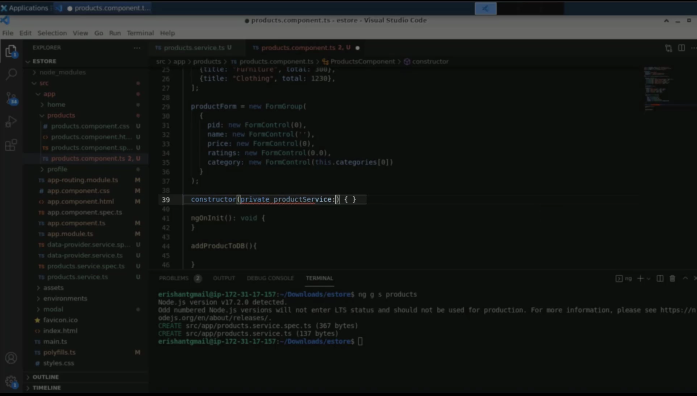 Applications
products.component.t...
products.component.ts - estore - Visual Studio Code
File Edit Selection View Go Run Terminal Help
EXPLORER
products.service.ts U
products.component.ts 2, U
ESTORE
src > app > products > products.component.ts > ProductsComponent > constructor
node_modules
src
app
home
products
products.component.css U
products.component.ht... U
products.component.sp... U
products.component.ts 2, U
profile
app-routing.module.ts M
app.component.css M
app.component.html M
app.component.spec.ts
app.component.ts M
app.module.ts M
data-provider.service.sp... U
data-provider.service.ts U
products.service.spec.ts U
products.service.ts U
assets
environments
modal
favicon.ico
index.html
main.ts
polyfills.ts M
styles.css
OUTLINE
TIMELINE
25 {title: "Furniture", total: 300},
26 {title: "Clothing", total: 1230},
27 ];
28
29 productForm = new FormGroup(
30 {
31 pid: new FormControl(0),
32 name: new FormControl(''),
33 price: new FormControl(0),
34 ratings: new FormControl(0.0),
35 category: new FormControl(this.categories[0])
36 }
37 );
38
39 constructor(private productService:) { }
40
41 ngOnInit(): void {
42 }
43
44 addProducToDB(){
45
46 }
PROBLEMS 2 OUTPUT DEBUG CONSOLE TERMINAL
erishantgmail@ip-172-31-17-157:~/Downloads/estore$ ng g s products
Node.js version v17.2.0 detected.
Odd numbered Node.js versions will not enter LTS status and should not be used for production. For more information, please see https://n
odejs.org/en/about/releases/.
CREATE src/app/products.service.spec.ts (367 bytes)
CREATE src/app/products.service.ts (137 bytes)
erishantgmail@ip-172-31-17-157:~/Downloads/estore$